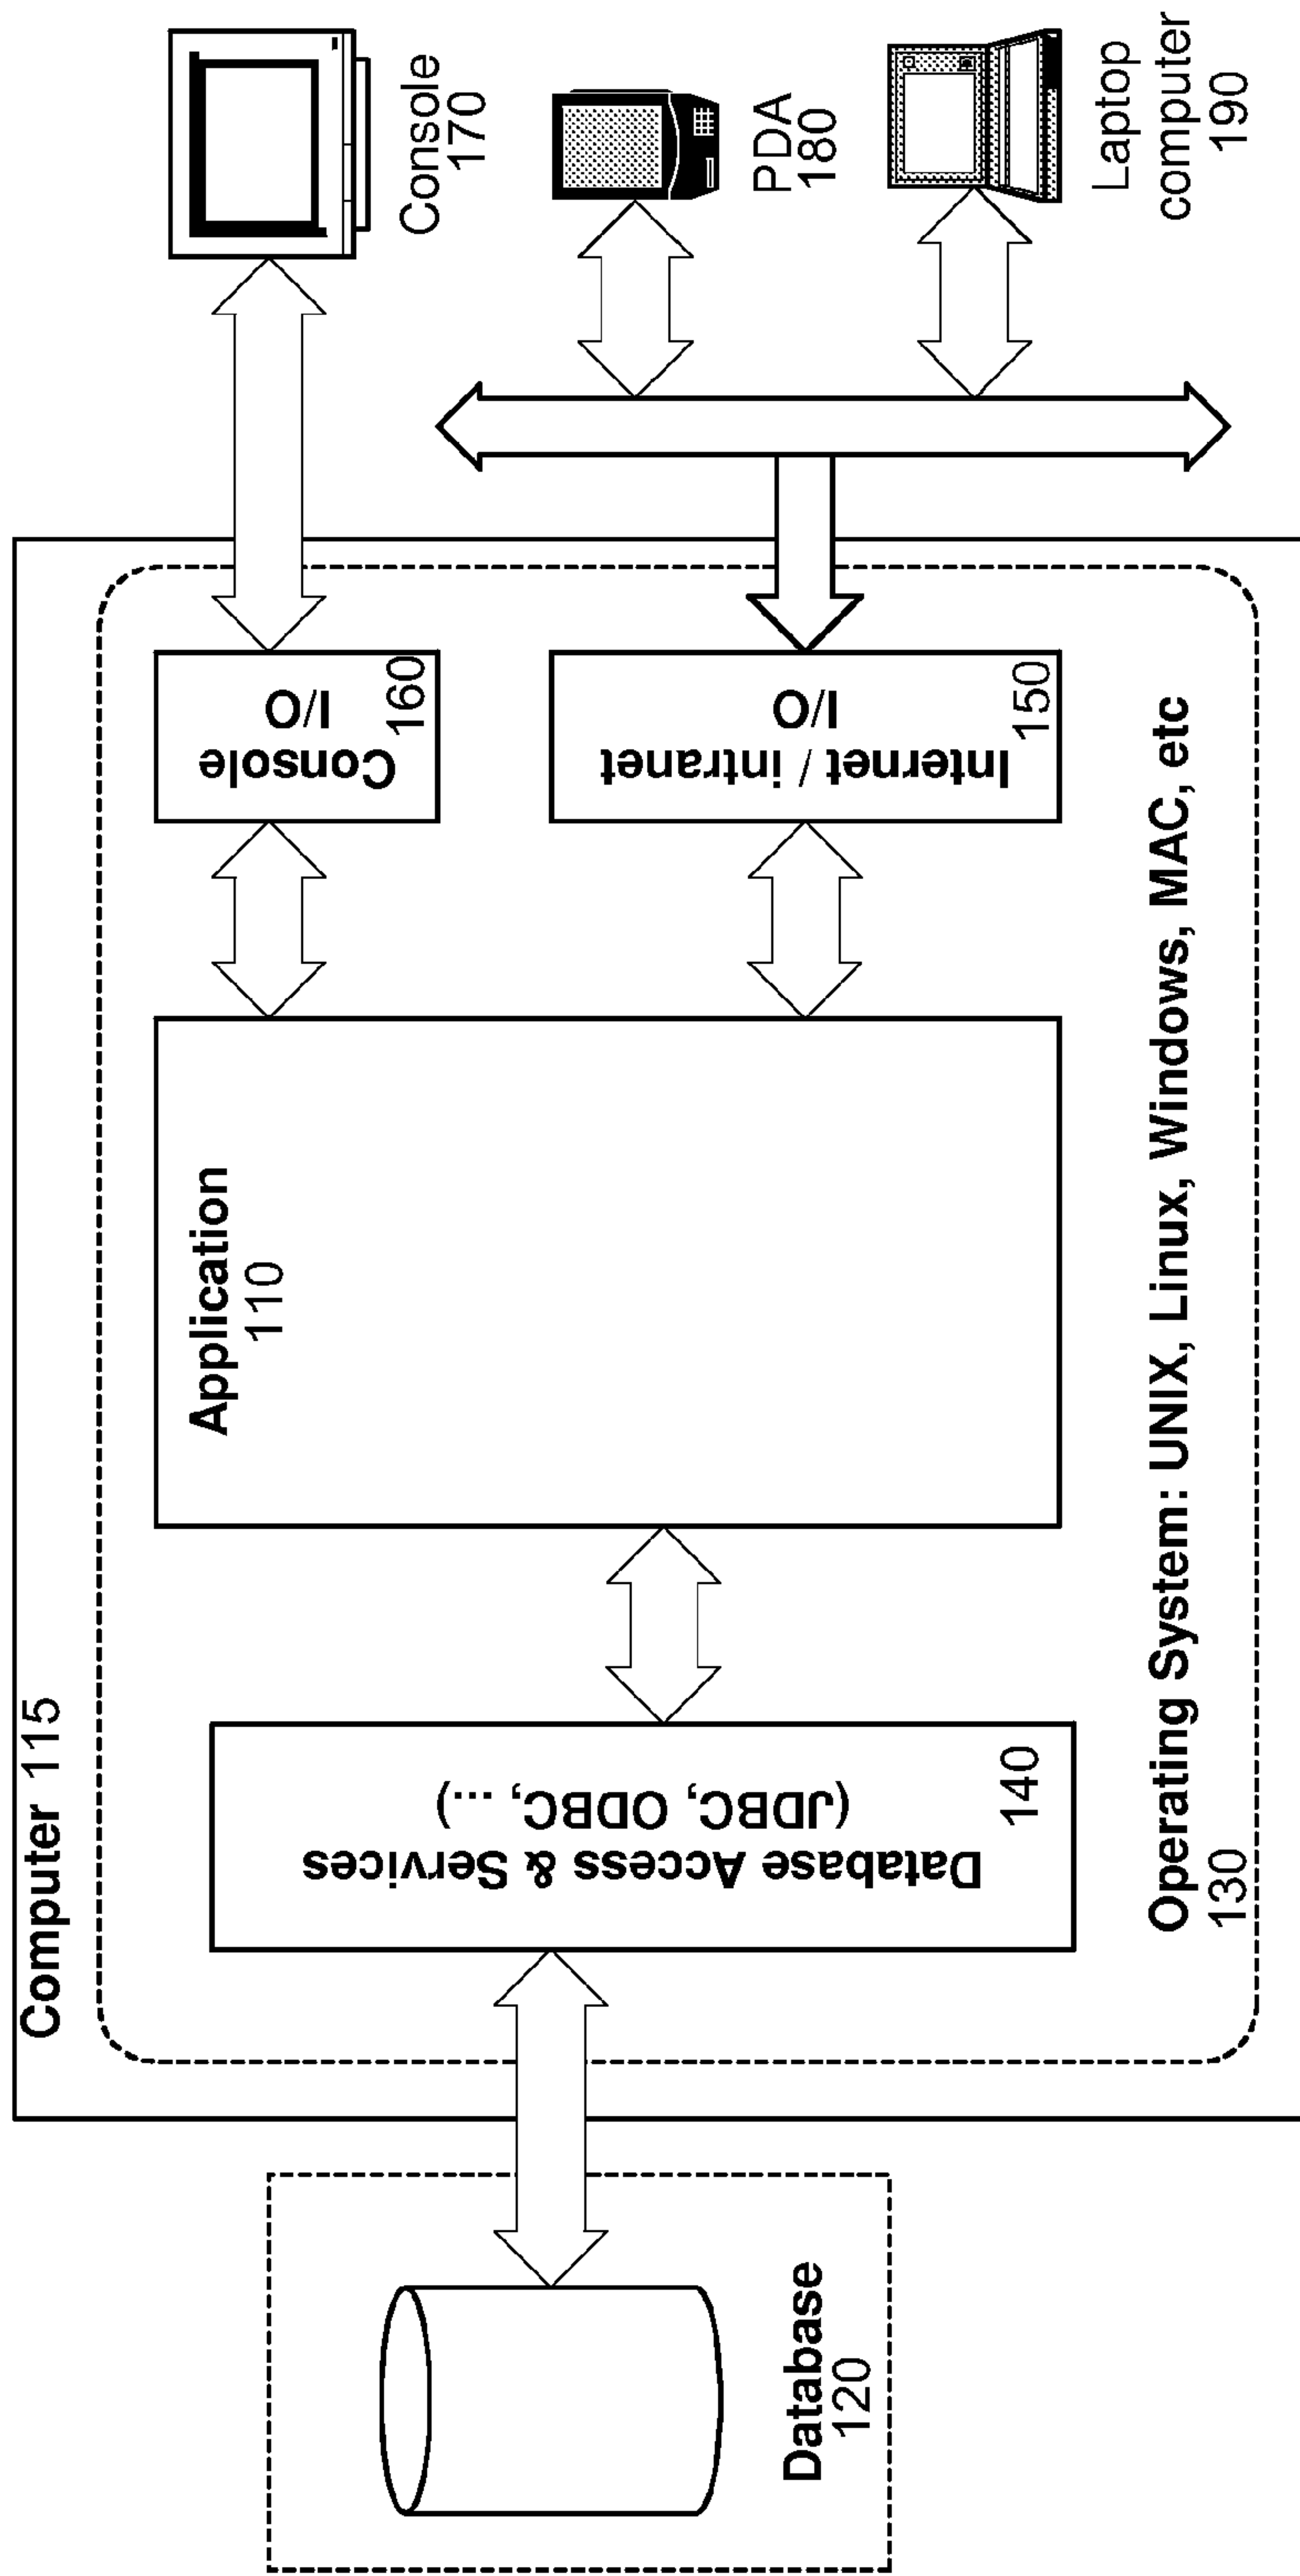 Computer 115
Database
120
Database Access & Services
(JDBC, ODBC, ...)
140
Application
110
Console
I/O
160
Internet / intranet
I/O
150
Operating System: UNIX, Linux, Windows, MAC, etc
130
Console
170
PDA
180
Laptop
computer
190